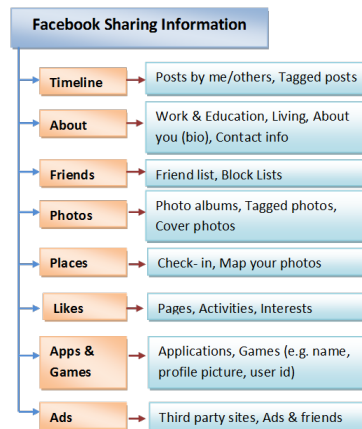 Facebook Sharing Information
Timeline
Posts by me/others, Tagged posts
About
Work & Education, Living, About
you (bio), Contact info
Friends
Friend list, Block Lists
Photos
Photo albums, Tagged photos,
Cover photos
Places
Check- in, Map your photos
Likes
Pages, Activities, Interests
Apps &
Games
Applications, Games (e.g. name,
profile picture, user id)
Ads
Third party sites, Ads & friends